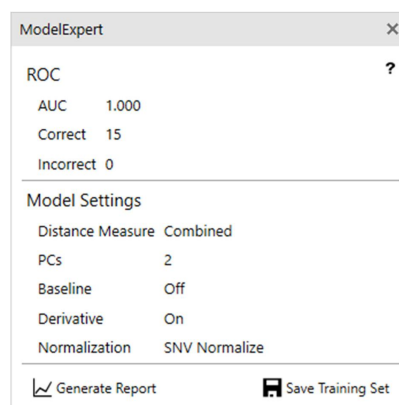 ModelExpert ×
ROC ?
AUC 1.000
Correct 15
Incorrect 0
Model Settings
Distance Measure Combined
PCs 2
Baseline Off
Derivative On
Normalization SNV Normalize
Generate Report Save Training Set